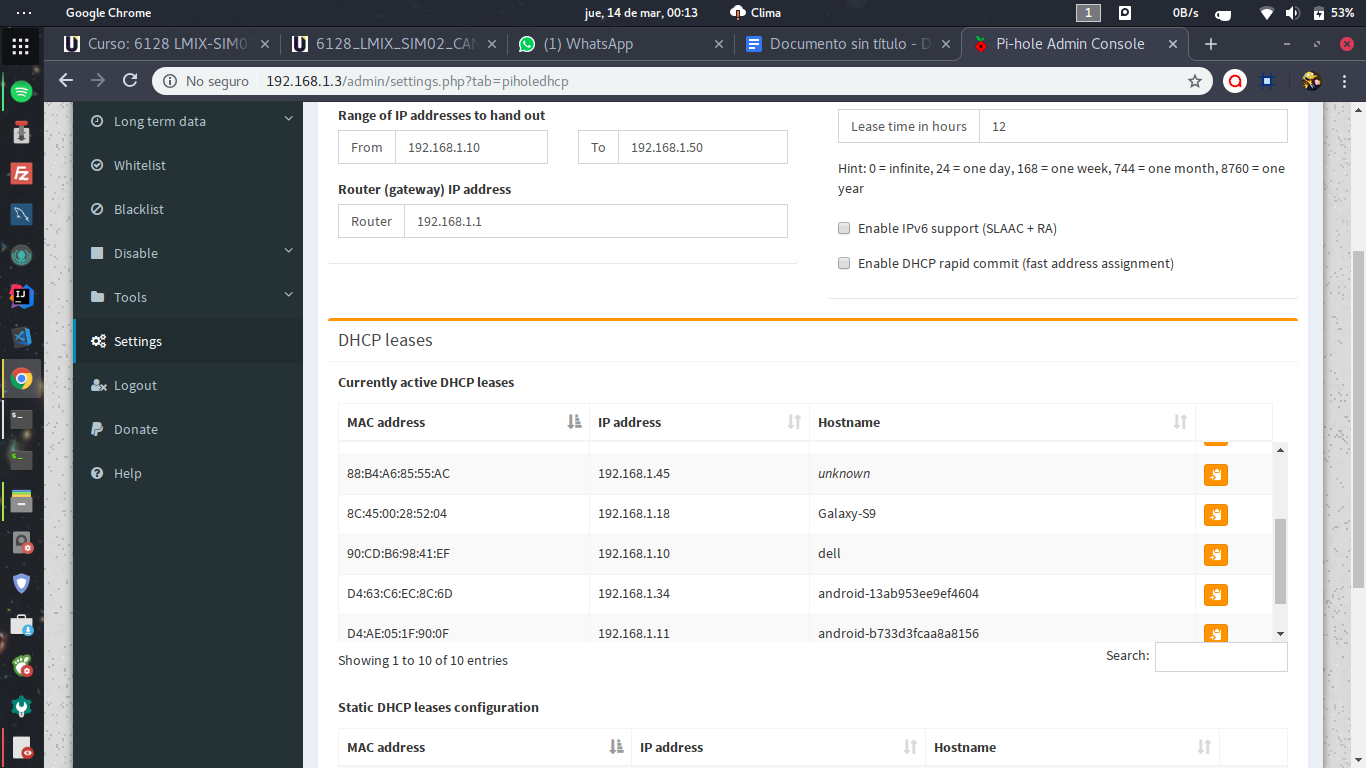 Google Chrome
jue, 14 de mar, 00:13
Clima
1
0B/s
53%
Curso: 6128 LMIX-SIM0
6128_LMIX_SIM02_CAN
(1) WhatsApp
Documento sin título - D
Pi-hole Admin Console
No seguro
192.168.1.3/admin/settings.php?tab=piholedhcp
Long term data
Whitelist
Blacklist
Disable
Tools
Settings
Logout
Donate
Help
Range of IP addresses to hand out
From 192.168.1.10
To 192.168.1.50
Router (gateway) IP address
Router 192.168.1.1
Lease time in hours 12
Hint: 0 = infinite, 24 = one day, 168 = one week, 744 = one month, 8760 = one
year
Enable IPv6 support (SLAAC + RA)
Enable DHCP rapid commit (fast address assignment)
DHCP leases
Currently active DHCP leases
MAC address IP address Hostname
88:B4:A6:85:55:AC 192.168.1.45 unknown
8C:45:00:28:52:04 192.168.1.18 Galaxy-S9
90:CD:B6:98:41:EF 192.168.1.10 dell
D4:63:C6:EC:8C:6D 192.168.1.34 android-13ab953ee9ef4604
D4:AE:05:1F:90:0F 192.168.1.11 android-b733d3fcaa8a8156
Showing 1 to 10 of 10 entries
Search:
Static DHCP leases configuration
MAC address IP address Hostname